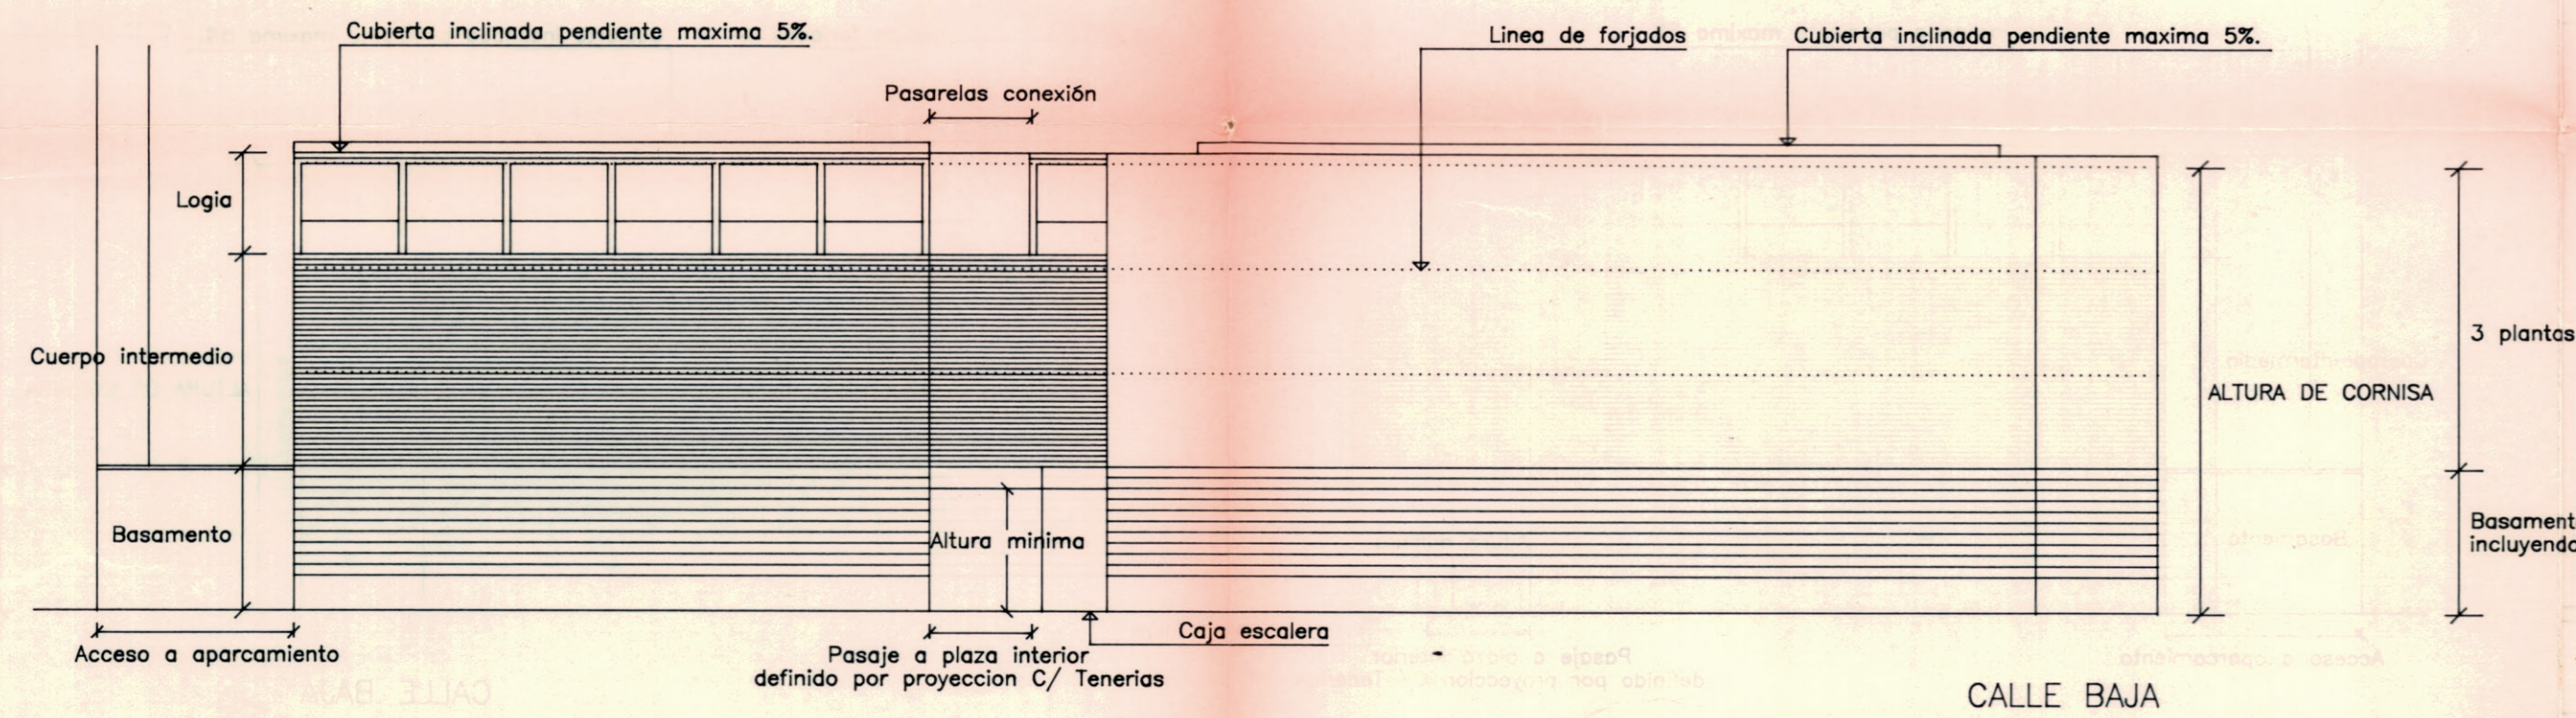 Cubierta inclinada pendiente maxima 5%.
Linea de forjados
Cubierta inclinada pendiente maxima 5%.
Pasarelas conexión
Logia
3 plantas
Cuerpo intermedio
ALTURA DE CORNISA
Basamento
Altura minima
Basament
incluyendo
Caja escalera
Acceso a aparcamiento
Pasaje a plaza interior
definido por proyeccion C/ Tenerias
CALLE BAJA